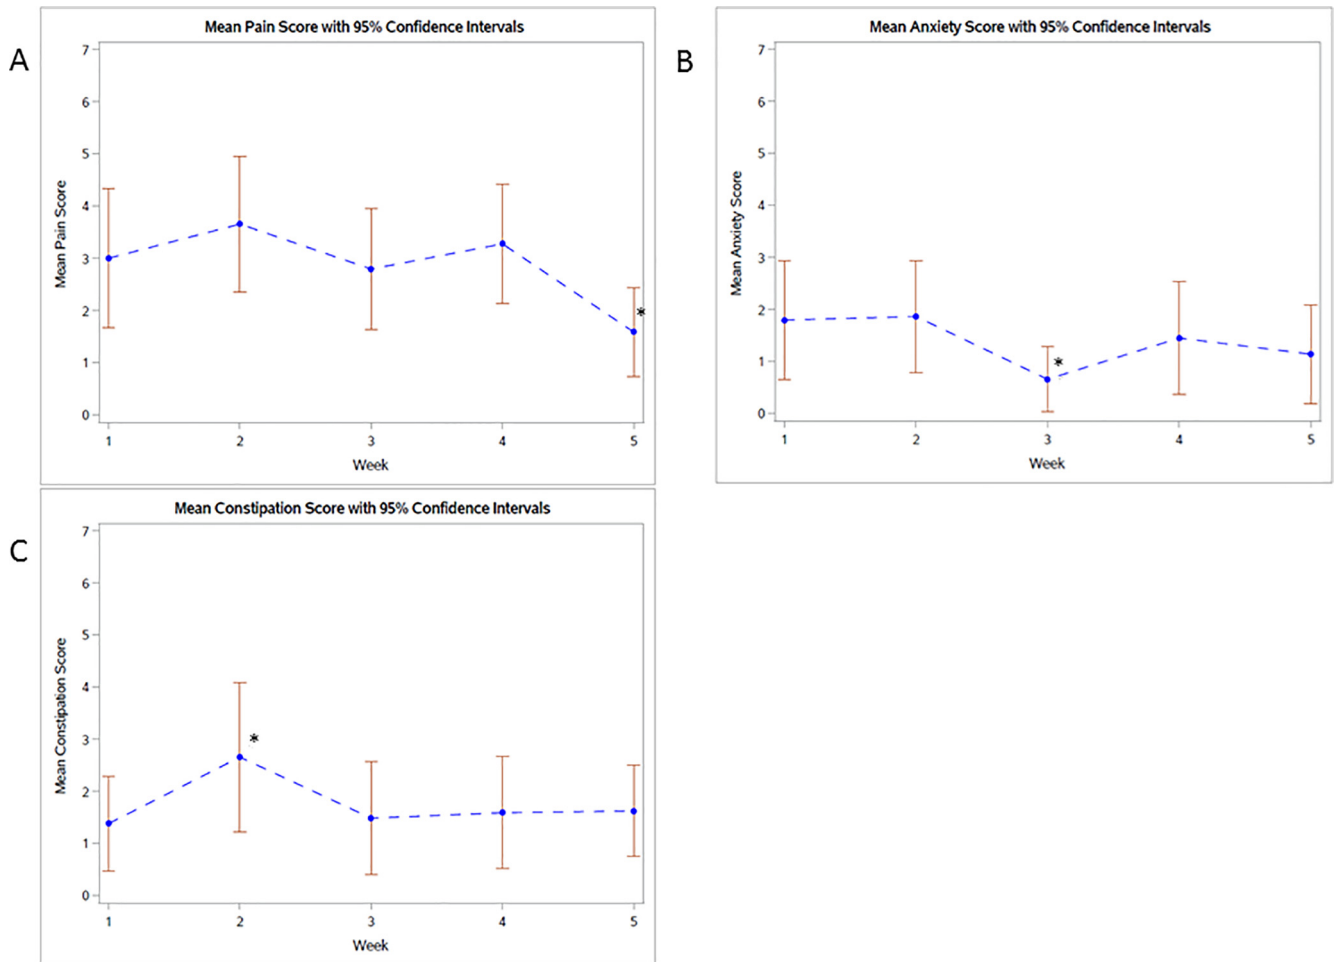 A
Mean Pain Score with 95% Confidence Intervals
Mean Pain Score
7
6
5
4
3
2
1
0
*
1 2 3 4 5
Week
B
Mean Anxiety Score with 95% Confidence Intervals
Mean Anxiety Score
7
6
5
4
3
2
1
0
*
1 2 3 4 5
Week
C
Mean Constipation Score with 95% Confidence Intervals
Mean Constipation Score
7
6
5
4
3
2
1
0
*
1 2 3 4 5
Week